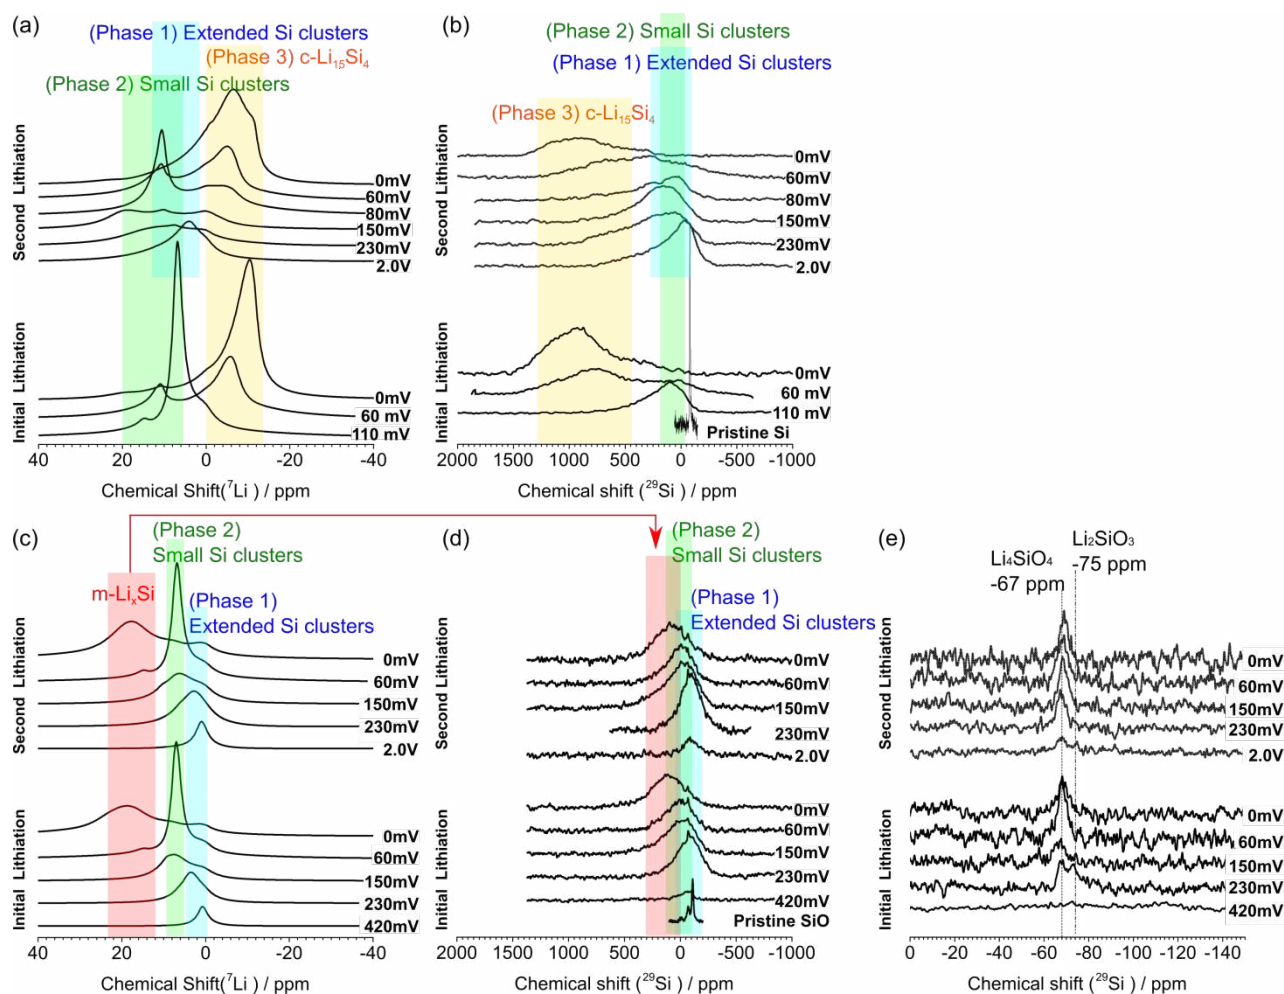 (a)
(Phase 1) Extended Si clusters
(Phase 3) c-Li₁₅Si₄
(Phase 2) Small Si clusters
Second Lithiation
0mV
60mV
80mV
150mV
230mV
2.0V
Initial Lithiation
0mV
60 mV
110 mV
40 20 0 -20 -40
Chemical Shift(⁷Li ) / ppm
(b)
(Phase 2) Small Si clusters
(Phase 1) Extended Si clusters
(Phase 3) c-Li₁₅Si₄
Second Lithiation
0mV
60mV
80mV
150mV
230mV
2.0V
Initial Lithiation
0mV
60 mV
110 mV
Pristine Si
2000 1500 1000 500 0 -500 -1000
Chemical shift (²⁹Si ) / ppm
(c)
(Phase 2)
Small Si clusters
m-LiₓSi
(Phase 1)
Extended Si clusters
Second Lithiation
0mV
60mV
150mV
230mV
2.0V
Initial Lithiation
0mV
60mV
150mV
230mV
420mV
40 20 0 -20 -40
Chemical Shift(⁷Li ) / ppm
(d)
(Phase 2)
Small Si clusters
(Phase 1)
Extended Si clusters
Second Lithiation
0mV
60mV
150mV
230mV
2.0V
Initial Lithiation
0mV
60mV
150mV
230mV
420mV
Pristine SiO
2000 1500 1000 500 0 -500 -1000
Chemical shift (²⁹Si ) / ppm
(e)
Li₄SiO₄
-67 ppm
Li₂SiO₃
-75 ppm
Second Lithiation
0mV
60mV
150mV
230mV
2.0V
Initial Lithiation
0mV
60mV
150mV
230mV
420mV
0 -20 -40 -60 -80 -100 -120 -140
Chemical shift (²⁹Si ) / ppm